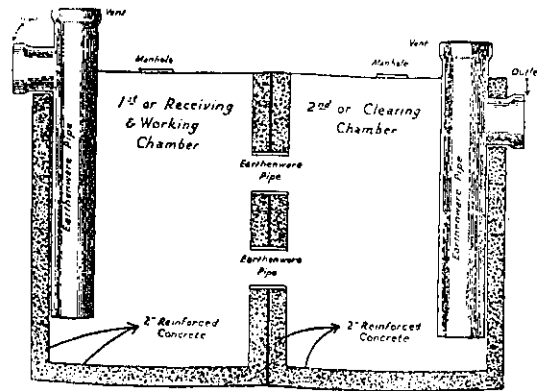 Vent
Manhole
Manhole
Vent
Outlet
1st or Receiving
& Working
Chamber
2nd or Clearing
Chamber
Earthenware Pipe
Earthenware
Pipe
Earthenware
Pipe
Earthenware Pipe
2" Reinforced
Concrete
2" Reinforced
Concrete